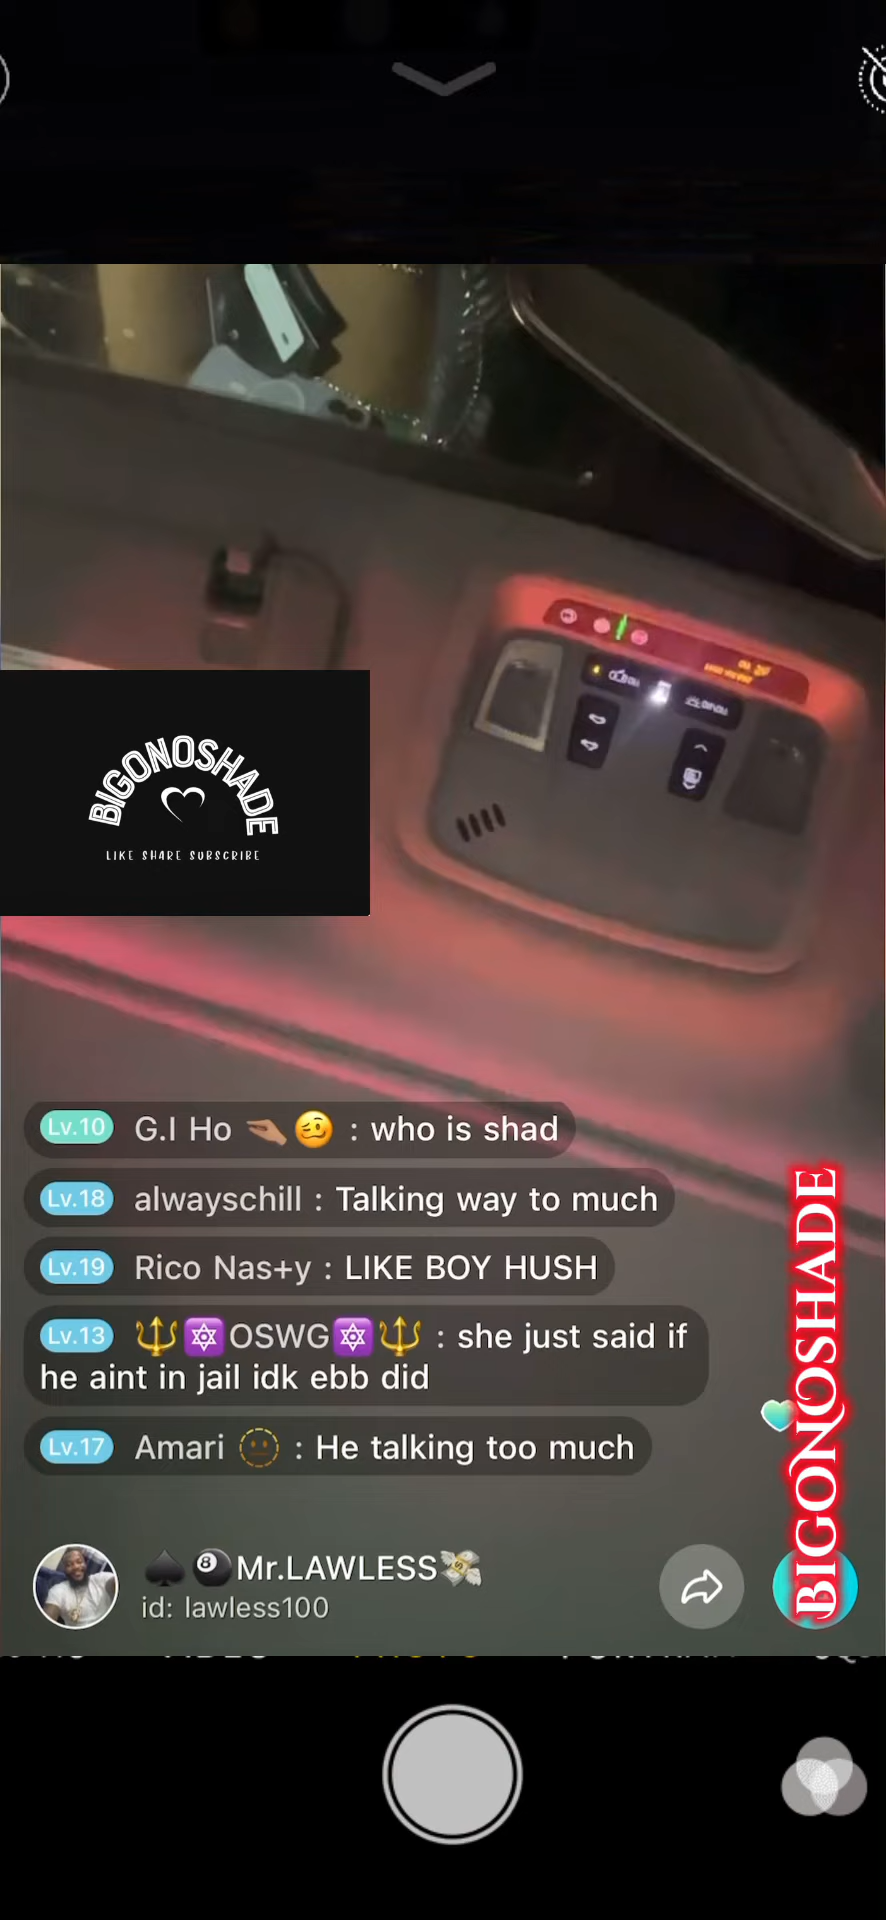 BIGONOSHADE
LIKE SHARE SUBSCRIBE
Lv.10 G.I Ho 🫴🏽🥴 : who is shad
Lv.18 alwayschill : Talking way to much
Lv.19 Rico Nas+y : LIKE BOY HUSH
Lv.13 🔱🔯OSWG🔯🔱 : she just said if
he aint in jail idk ebb did
Lv.17 Amari 🫥 : He talking too much
♠️🎱Mr.LAWLESS💸
id: lawless100
BIGONOSHADE